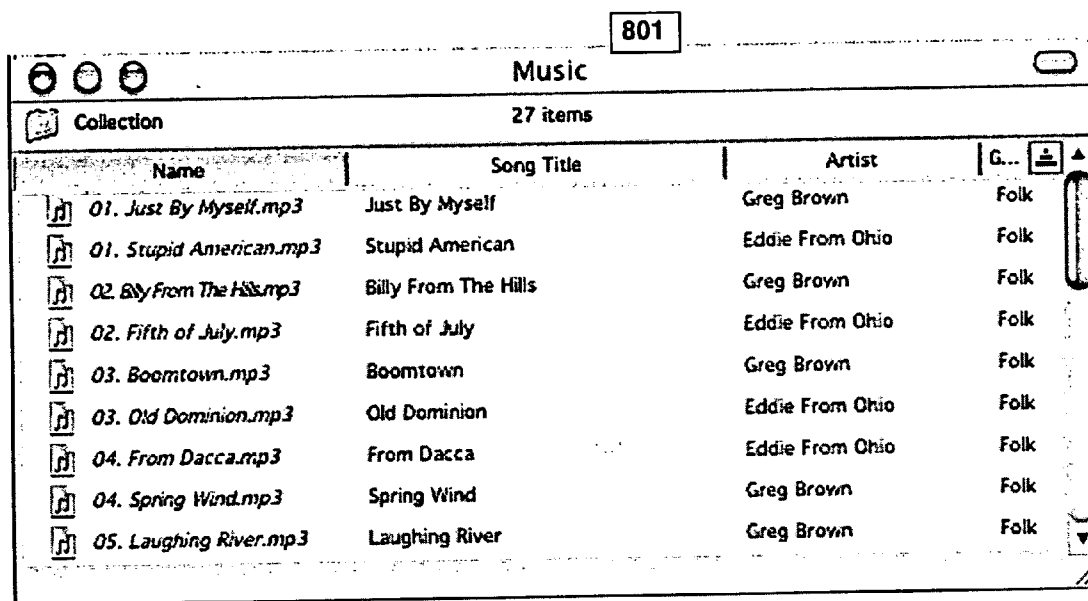 801
Music
Collection 27 items
Name Song Title Artist G...
01. Just By Myself.mp3 Just By Myself Greg Brown Folk
01. Stupid American.mp3 Stupid American Eddie From Ohio Folk
02. Billy From The Hills.mp3 Billy From The Hills Greg Brown Folk
02. Fifth of July.mp3 Fifth of July Eddie From Ohio Folk
03. Boomtown.mp3 Boomtown Greg Brown Folk
03. Old Dominion.mp3 Old Dominion Eddie From Ohio Folk
04. From Dacca.mp3 From Dacca Eddie From Ohio Folk
04. Spring Wind.mp3 Spring Wind Greg Brown Folk
05. Laughing River.mp3 Laughing River Greg Brown Folk